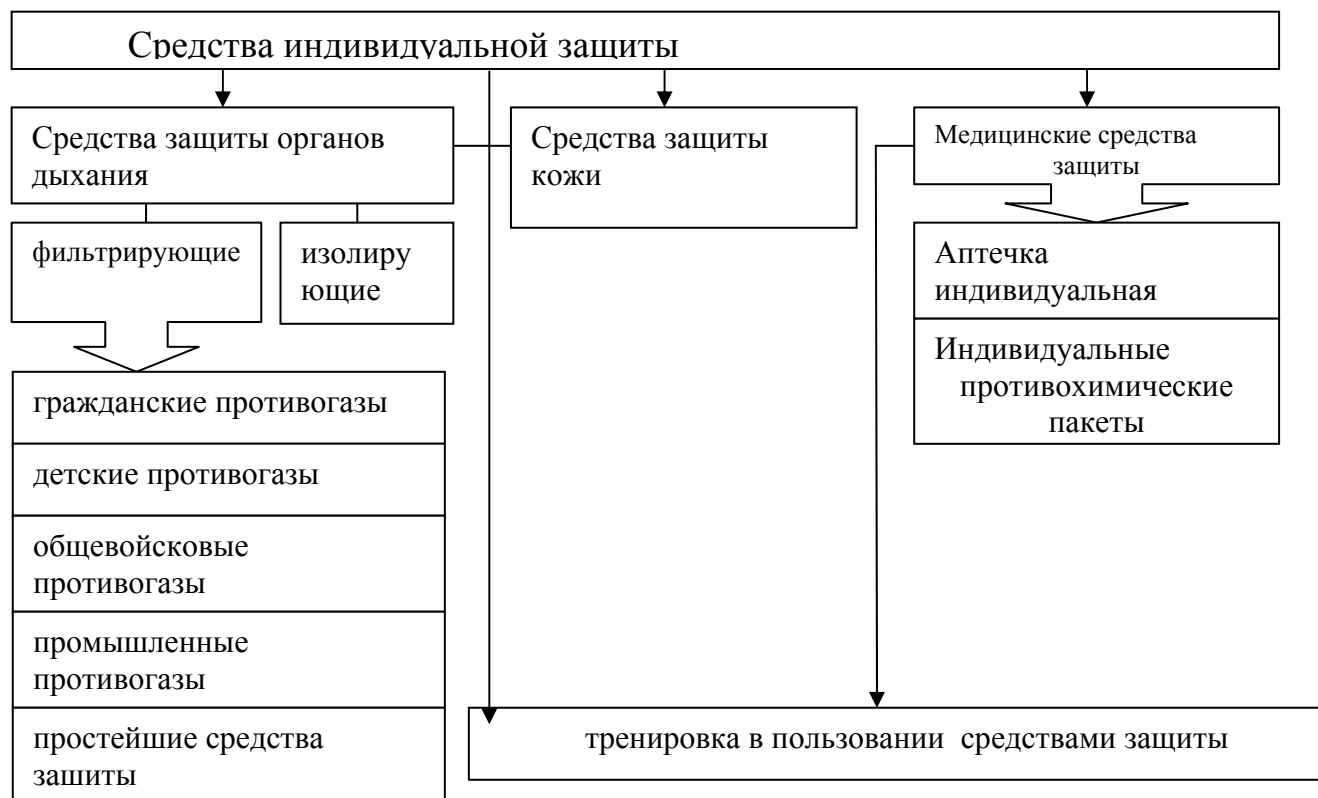 Средства индивидуальной защиты
Средства защиты органов
дыхания
Средства защиты
кожи
Медицинские средства
защиты
фильтрирующие
изолиру
ющие
Аптечка
индивидуальная
Индивидуальные
противохимические
пакеты
гражданские противогазы
детские противогазы
общевойсковые
противогазы
промышленные
противогазы
простейшие средства
зашиты
тренировка в пользовании средствами защиты